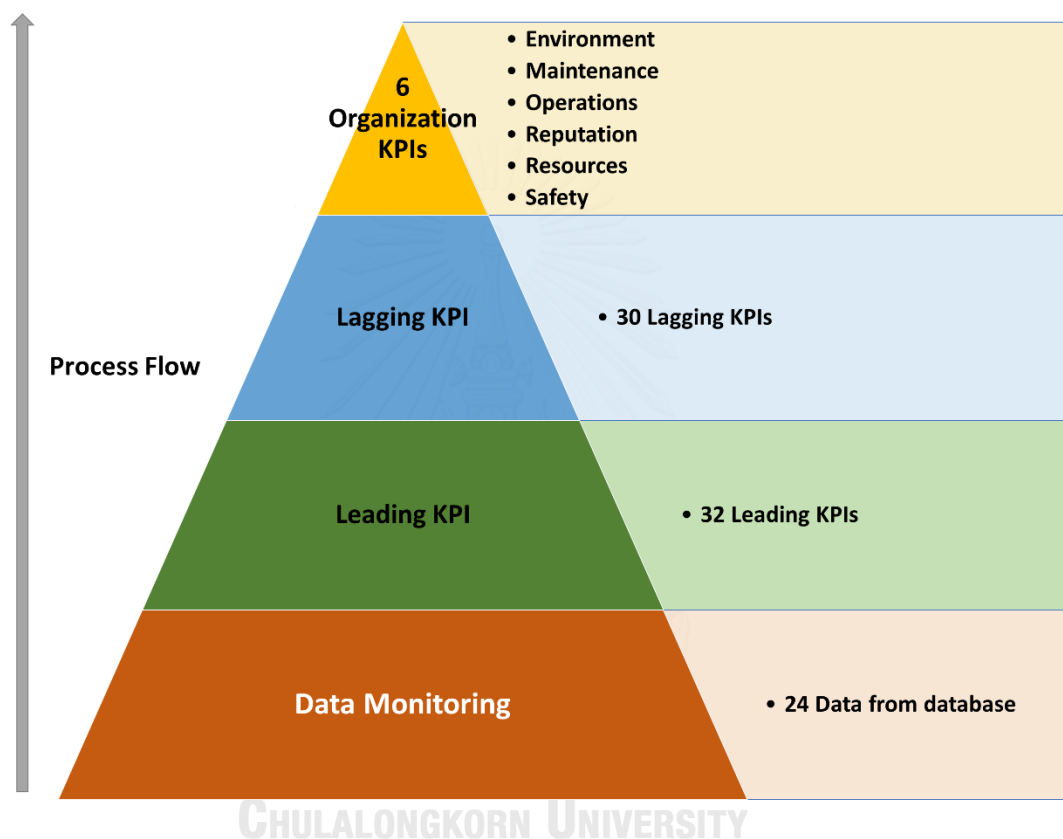 6
Organization
KPIs
• Environment
• Maintenance
• Operations
• Reputation
• Resources
• Safety
Lagging KPI
• 30 Lagging KPIs
Process Flow
Leading KPI
• 32 Leading KPIs
Data Monitoring
• 24 Data from database
CHULALONGKORN UNIVERSITY